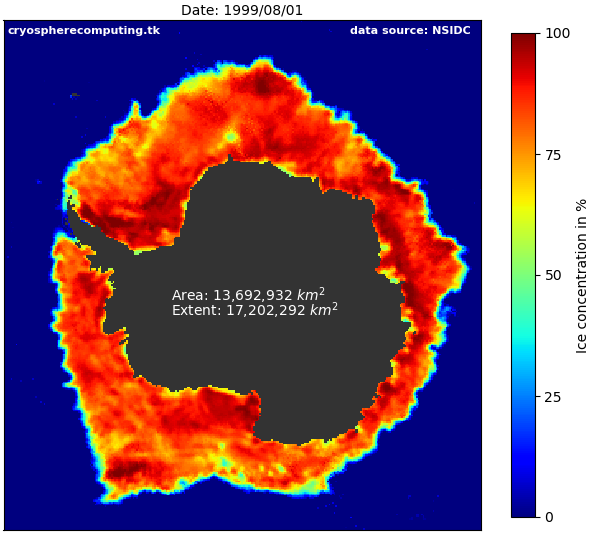 Date: 1999/08/01
cryospherecomputing.tk
data source: NSIDC
100
75
50
25
0
Ice concentration in %
Area: 13,692,932 km²
Extent: 17,202,292 km²